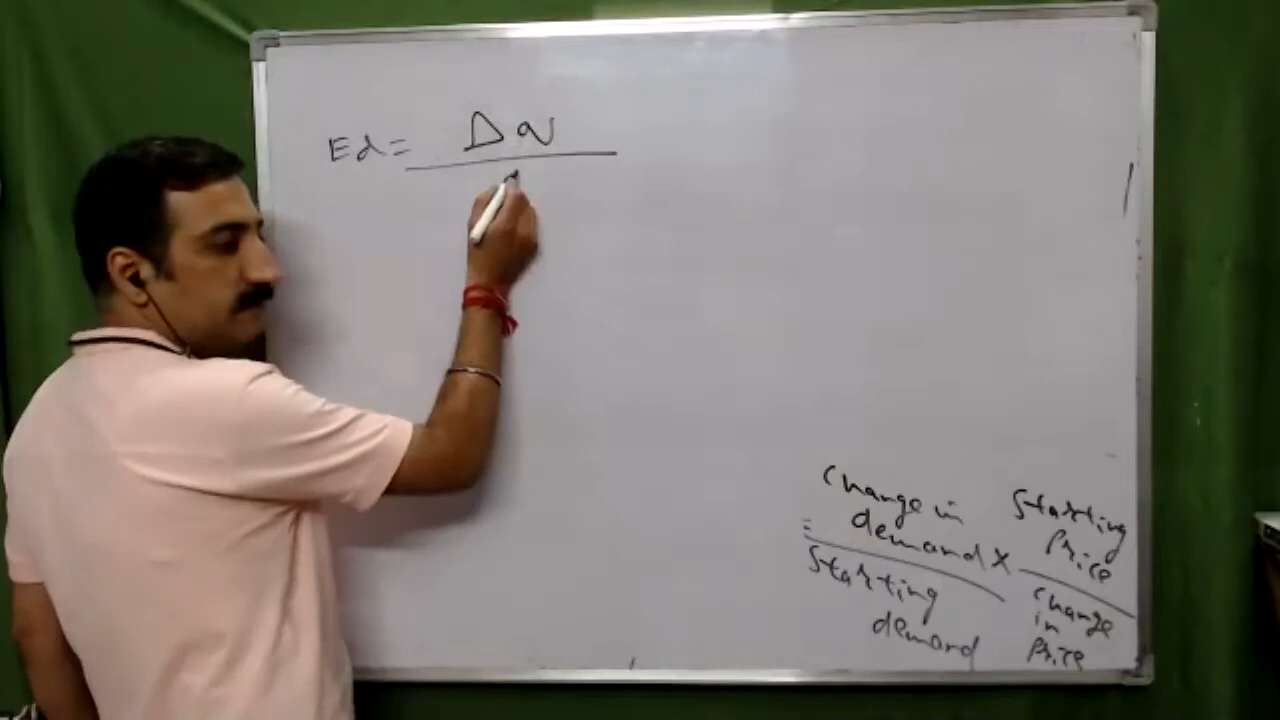 Ed = Δq
= Change in demand × Starting Price
Starting demand Change in Price